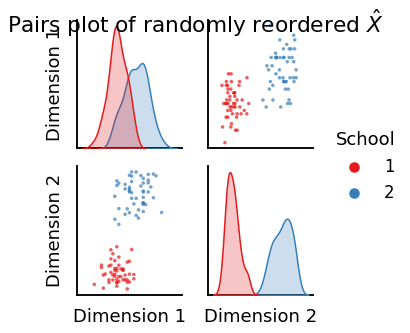 Pairs plot of randomly reordered X̂
Dimension 1
School
1
2
Dimension 2
Dimension 1 Dimension 2